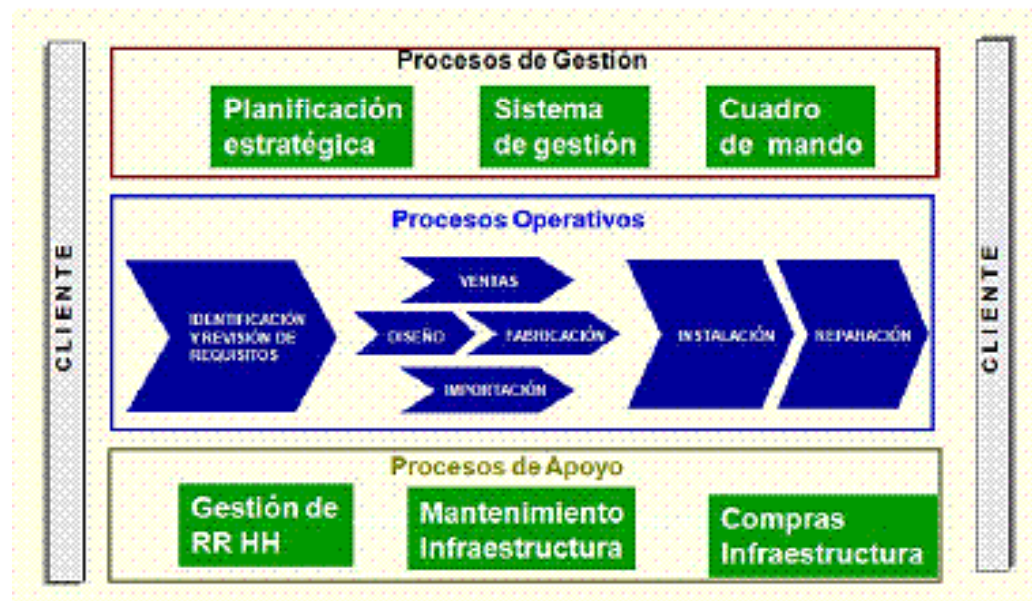 Procesos de Gestión
Planificación
estratégica
Sistema
de gestión
Cuadro
de mando
CLIENTE
Procesos Operativos
IDENTIFICACIÓN
Y REVISIÓN DE
REQUISITOS
VENTAS
DISEÑO
FABRICACIÓN
IMPORTACIÓN
INSTALACIÓN
REPARACIÓN
CLIENTE
Procesos de Apoyo
Gestión de
RR HH
Mantenimiento
Infraestructura
Compras
Infraestructura